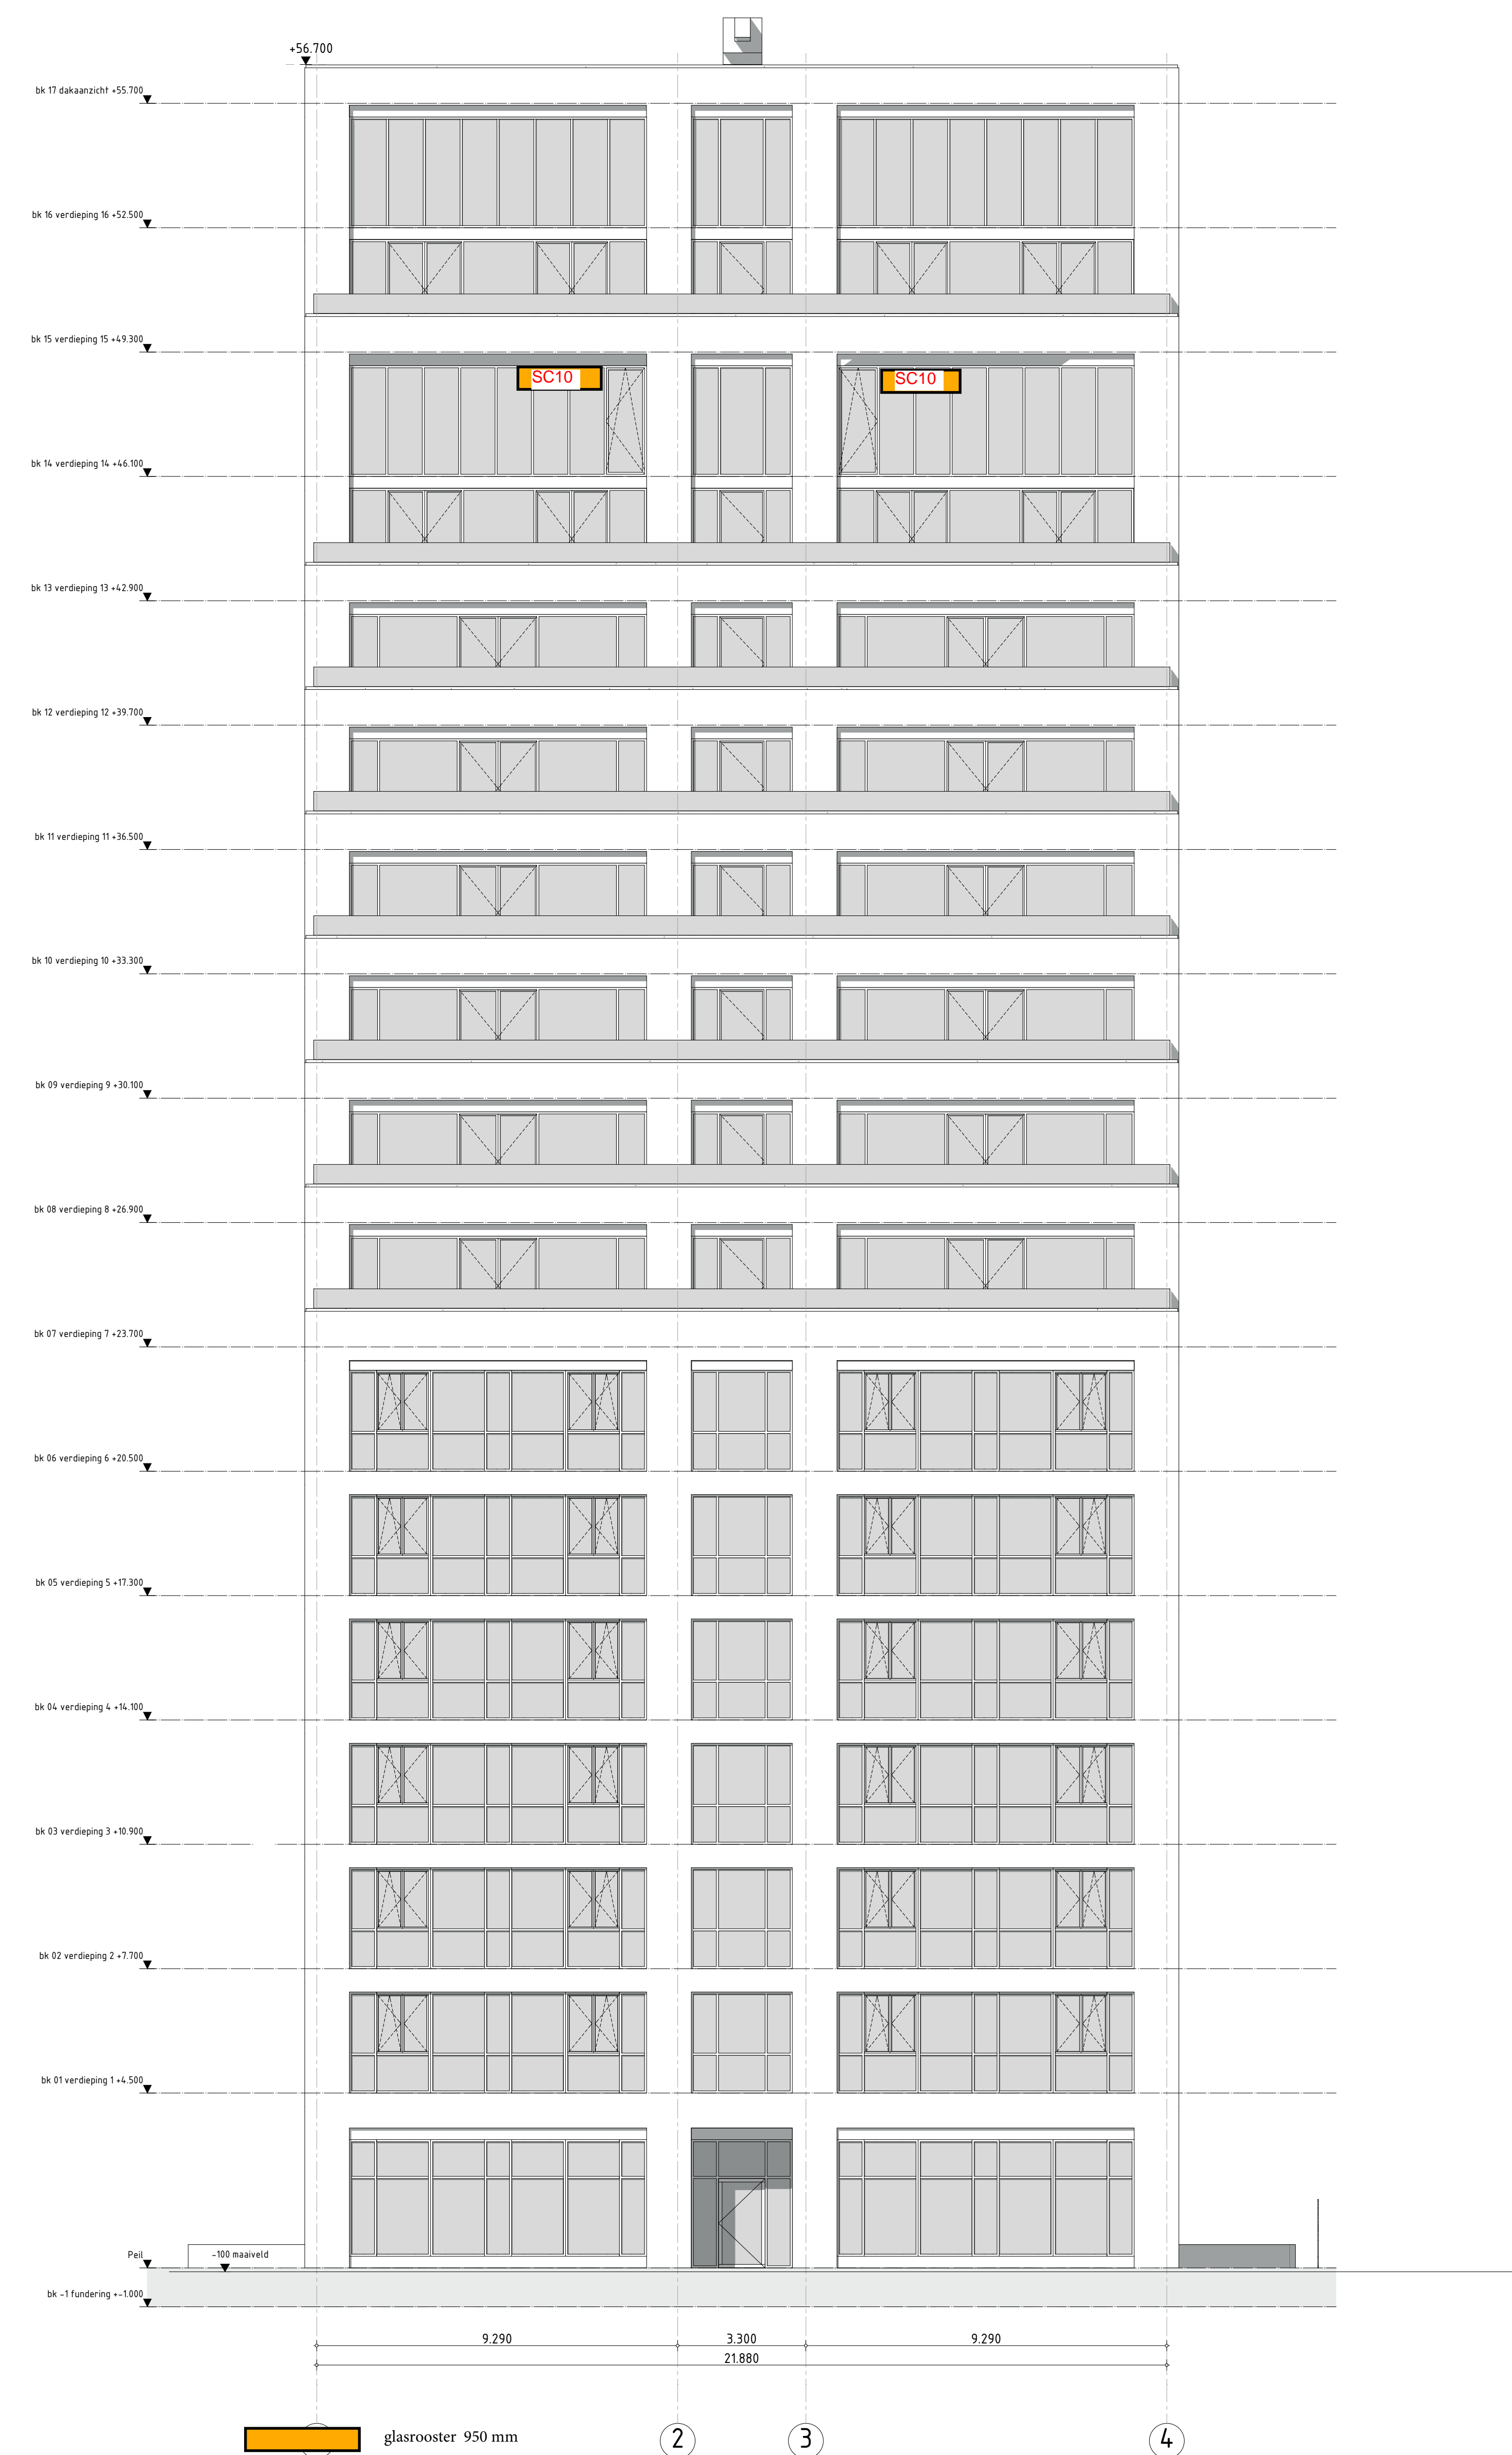 +56.700
bk 17 dakaanzicht +55.700
bk 16 verdieping 16 +52.500
bk 15 verdieping 15 +49.300
SC10
SC10
bk 14 verdieping 14 +46.100
bk 13 verdieping 13 +42.900
bk 12 verdieping 12 +39.700
bk 11 verdieping 11 +36.500
bk 10 verdieping 10 +33.300
bk 09 verdieping 9 +30.100
bk 08 verdieping 8 +26.900
bk 07 verdieping 7 +23.700
bk 06 verdieping 6 +20.500
bk 05 verdieping 5 +17.300
bk 04 verdieping 4 +14.100
bk 03 verdieping 3 +10.900
bk 02 verdieping 2 +7.700
bk 01 verdieping 1 +4.500
Peil
-100 maaiveld
bk -1 fundering +-1.000
9.290
3.300
9.290
21.880
glasrooster 950 mm
2
3
4